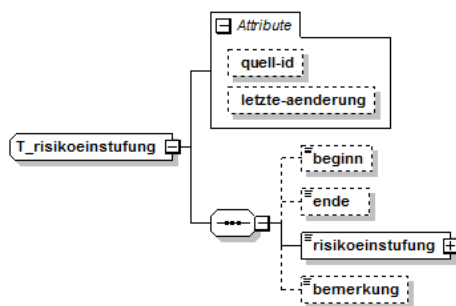 Attribute
quell-id
letzte-aenderung
T_risikoeinstufung
beginn
ende
risikoeinstufung
bemerkung